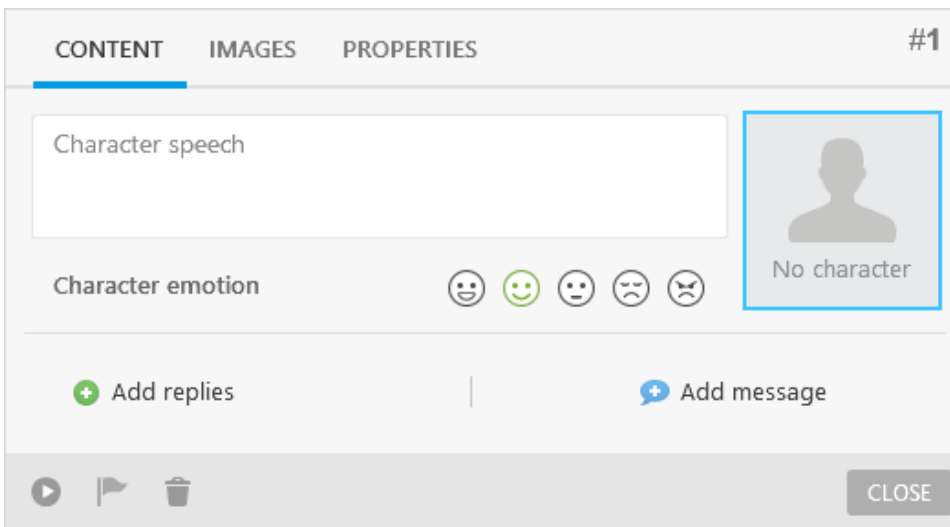 CONTENT IMAGES PROPERTIES #1
Character speech
No character
Character emotion
Add replies Add message
CLOSE